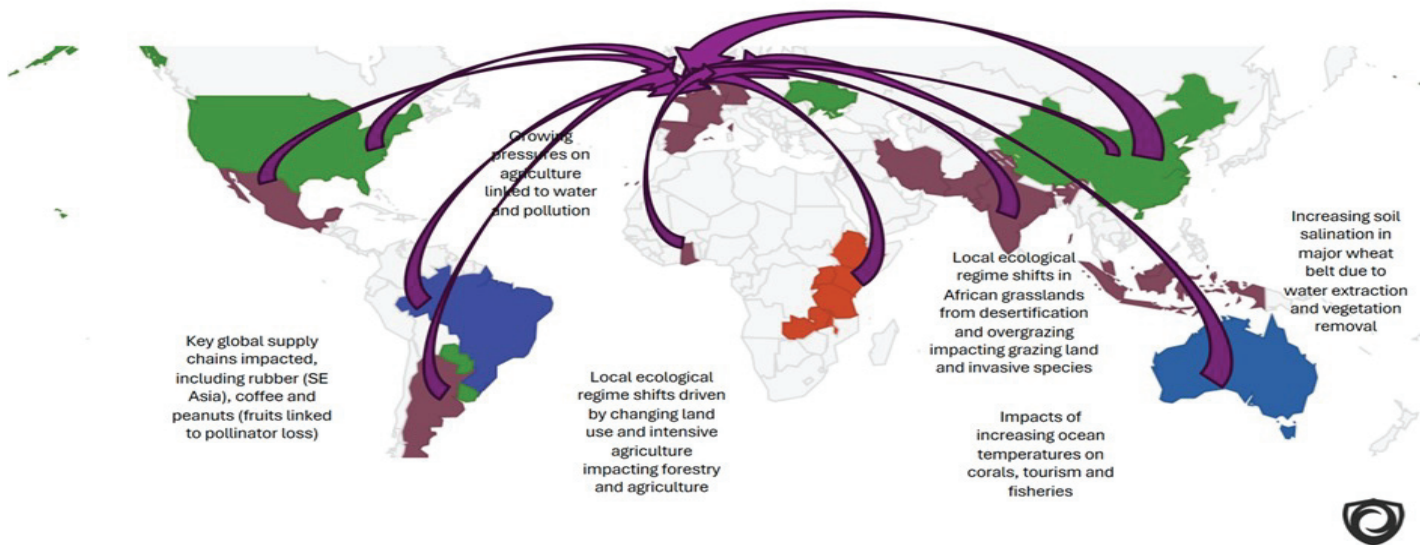 Growing
pressures on
agriculture
linked to water
and pollution
Key global supply
chains impacted,
including rubber (SE
Asia), coffee and
peanuts (fruits linked
to pollinator loss)
Local ecological
regime shifts driven
by changing land
use and intensive
agriculture
impacting forestry
and agriculture
Local ecological
regime shifts in
African grasslands
from desertification
and overgrazing
impacting grazing land
and invasive species
Impacts of
increasing ocean
temperatures on
corals, tourism and
fisheries
Increasing soil
salination in
major wheat
belt due to
water extraction
and vegetation
removal